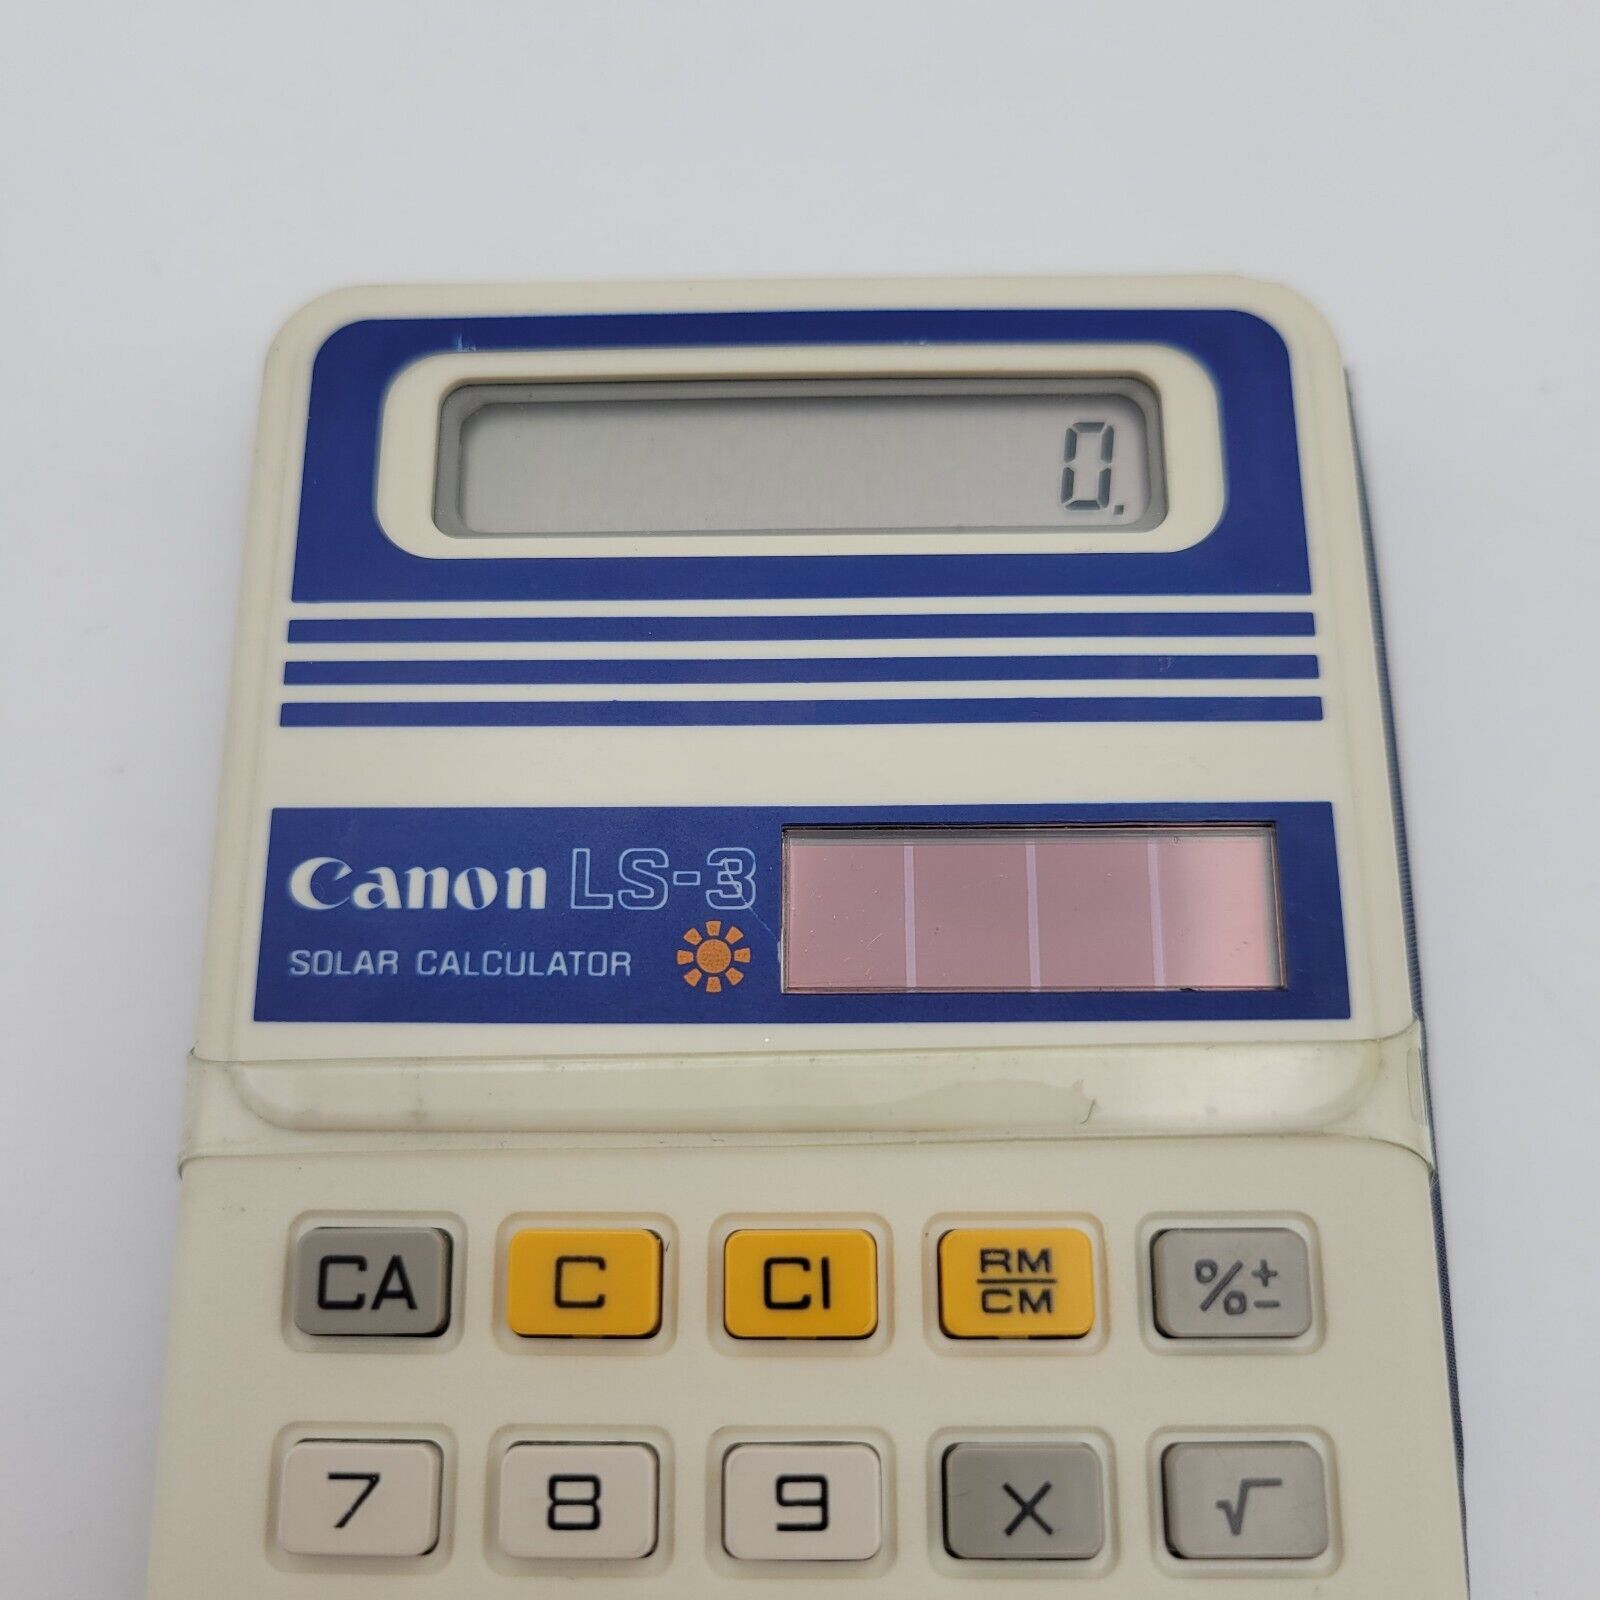 0.
Canon LS-3
SOLAR CALCULATOR
CA C CI RM/CM %±
7 8 9 X √